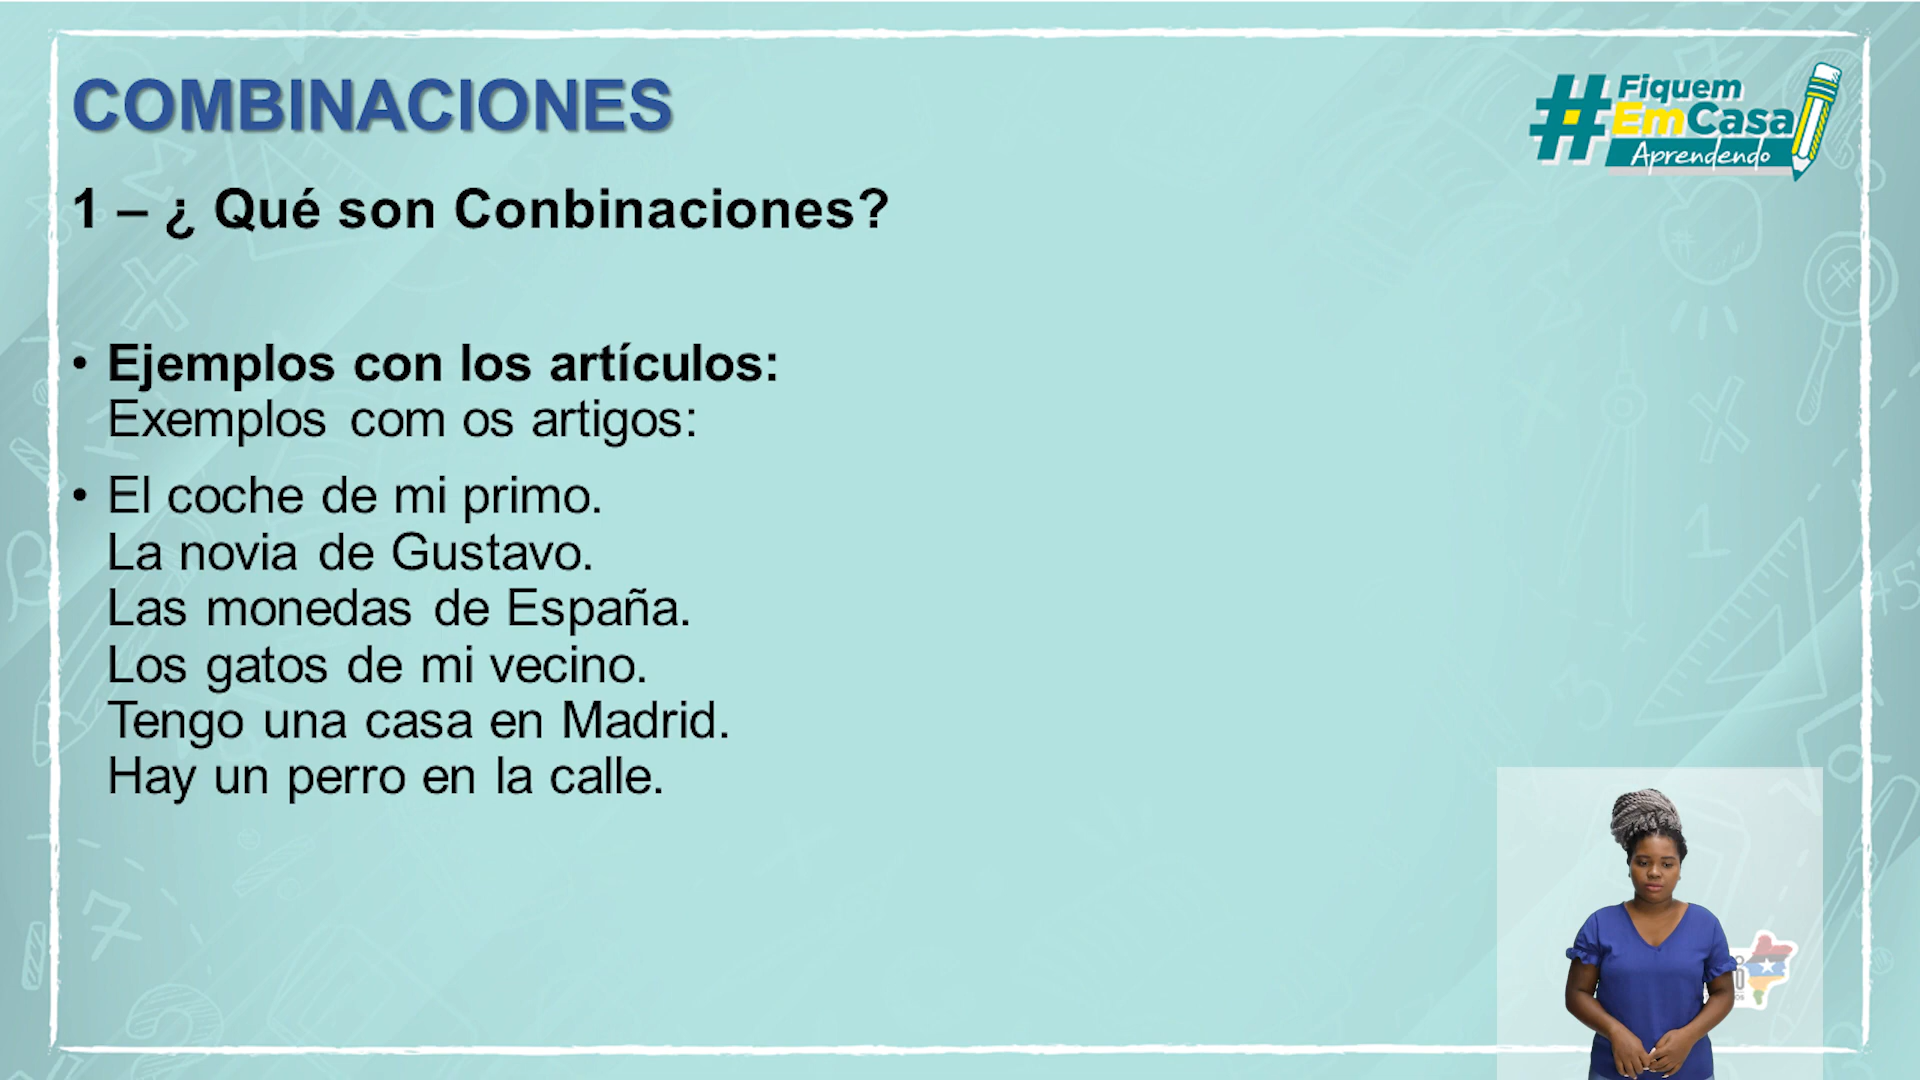 COMBINACIONES
#Fiquem
EmCasa
Aprendendo
1 – ¿ Qué son Conbinaciones?
• Ejemplos con los artículos:
Exemplos com os artigos:
• El coche de mi primo.
La novia de Gustavo.
Las monedas de España.
Los gatos de mi vecino.
Tengo una casa en Madrid.
Hay un perro en la calle.